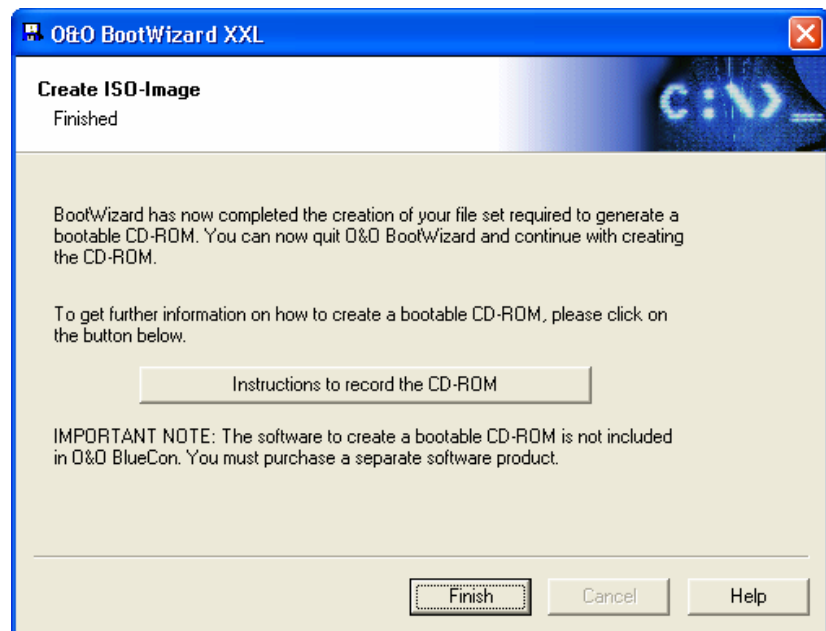 O&O BootWizard XXL
Create ISO-Image
Finished
C:\>_
BootWizard has now completed the creation of your file set required to generate a
bootable CD-ROM. You can now quit O&O BootWizard and continue with creating
the CD-ROM.
To get further information on how to create a bootable CD-ROM, please click on
the button below.
Instructions to record the CD-ROM
IMPORTANT NOTE: The software to create a bootable CD-ROM is not included
in O&O BlueCon. You must purchase a separate software product.
Finish
Cancel
Help